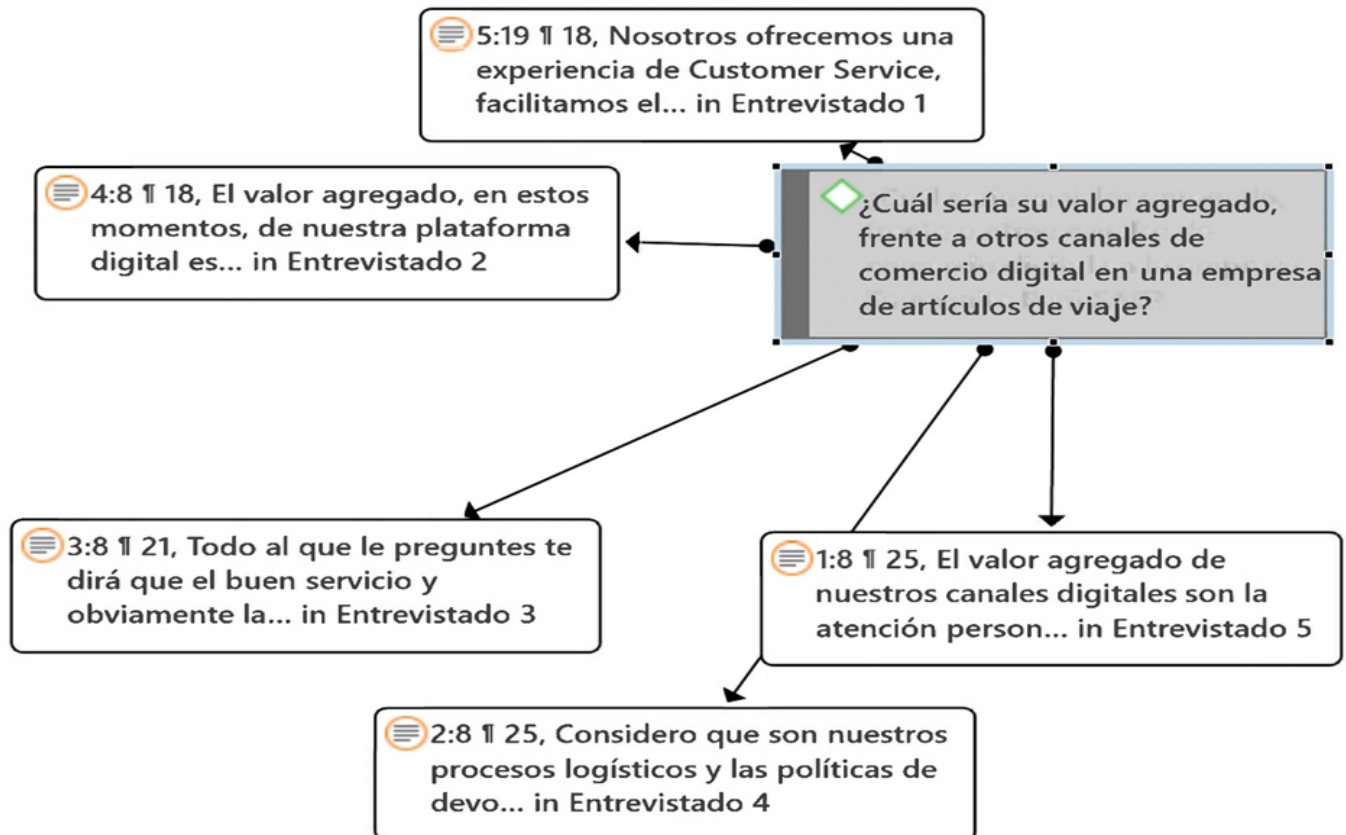 5:19 ¶ 18, Nosotros ofrecemos una
experiencia de Customer Service,
facilitamos el... in Entrevistado 1
4:8 ¶ 18, El valor agregado, en estos
momentos, de nuestra plataforma
digital es... in Entrevistado 2
¿Cuál sería su valor agregado,
frente a otros canales de
comercio digital en una empresa
de artículos de viaje?
3:8 ¶ 21, Todo al que le preguntes te
dirá que el buen servicio y
obviamente la... in Entrevistado 3
1:8 ¶ 25, El valor agregado de
nuestros canales digitales son la
atención person... in Entrevistado 5
2:8 ¶ 25, Considero que son nuestros
procesos logísticos y las políticas de
devo... in Entrevistado 4